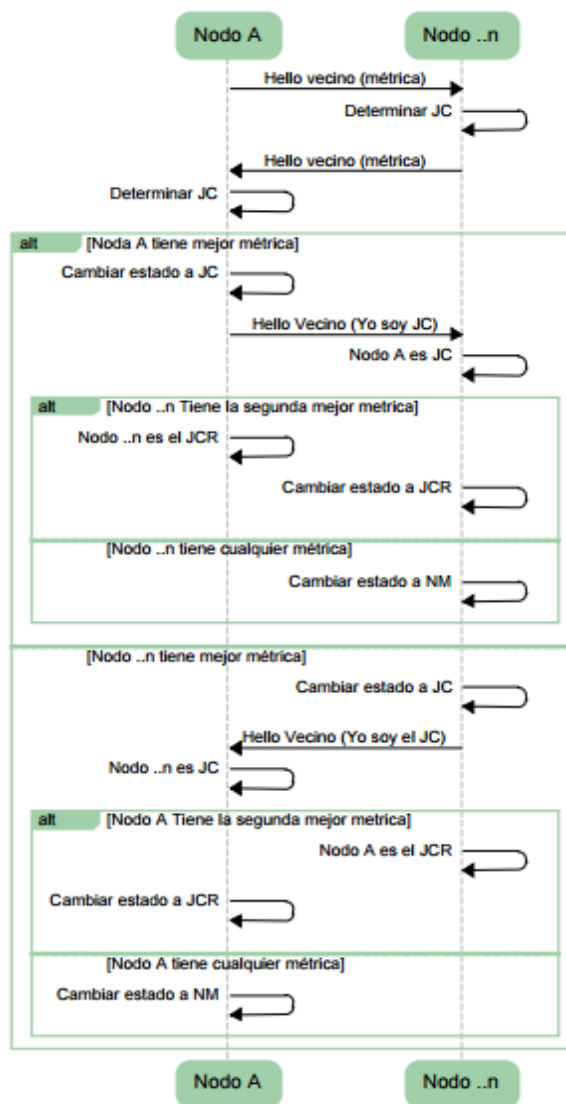 Nodo A
Nodo ..n
Hello vecino (métrica)
Determinar JC
Hello vecino (métrica)
Determinar JC
alt
[Noda A tiene mejor métrica]
Cambiar estado a JC
Hello Vecino (Yo soy JC)
Nodo A es JC
alt
[Nodo ..n Tiene la segunda mejor metrica]
Nodo ..n es el JCR
Cambiar estado a JCR
[Nodo ..n tiene cualquier métrica]
Cambiar estado a NM
[Nodo ..n tiene mejor métrica]
Cambiar estado a JC
Hello Vecino (Yo soy el JC)
Nodo ..n es JC
alt
[Nodo A Tiene la segunda mejor metrica]
Nodo A es el JCR
Cambiar estado a JCR
[Nodo A tiene cualquier métrica]
Cambiar estado a NM
Nodo A
Nodo ..n